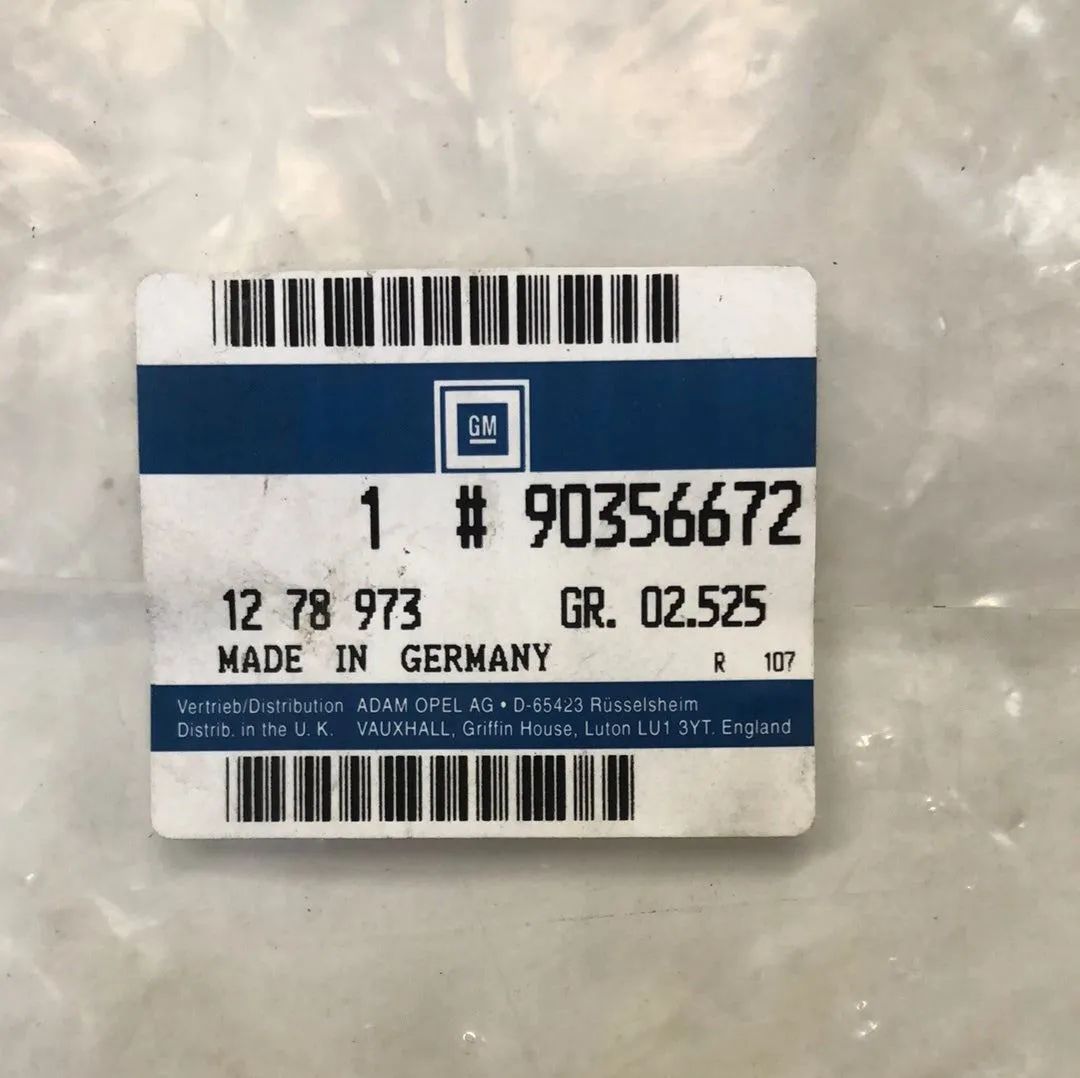 GM
1 # 90356672
12 78 973 GR. 02.525
MADE IN GERMANY R 107
Vertrieb/Distribution ADAM OPEL AG • D-65423 Rüsselsheim
Distrib. in the U. K. VAUXHALL, Griffin House, Luton LU1 3YT. England